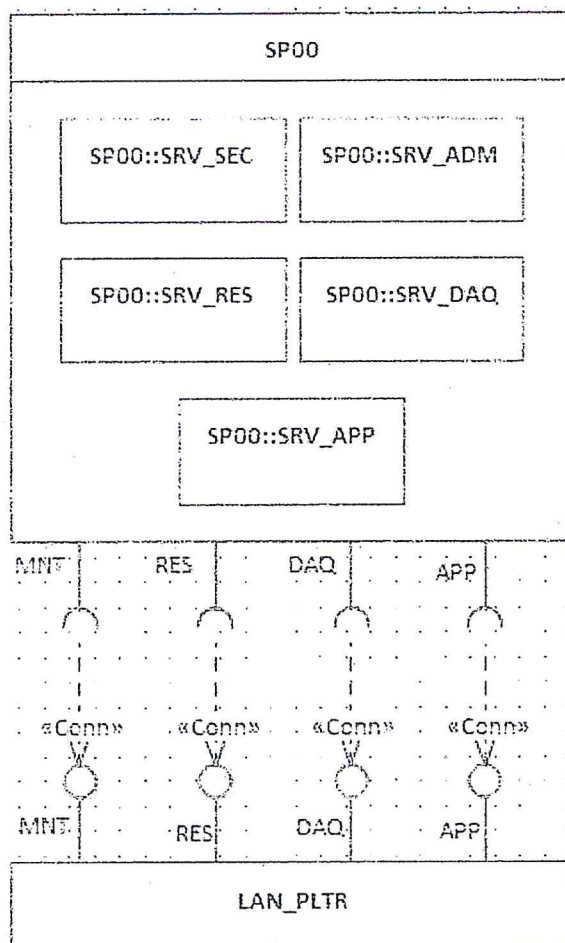 SP00
SP00::SRV_SEC SP00::SRV_ADM
SP00::SRV_RES SP00::SRV_DAQ
SP00::SRV_APP
MNT RES DAQ APP
«Conn» «Conn» «Conn» «Conn»
MNT RES DAQ APP
LAN_PLTR